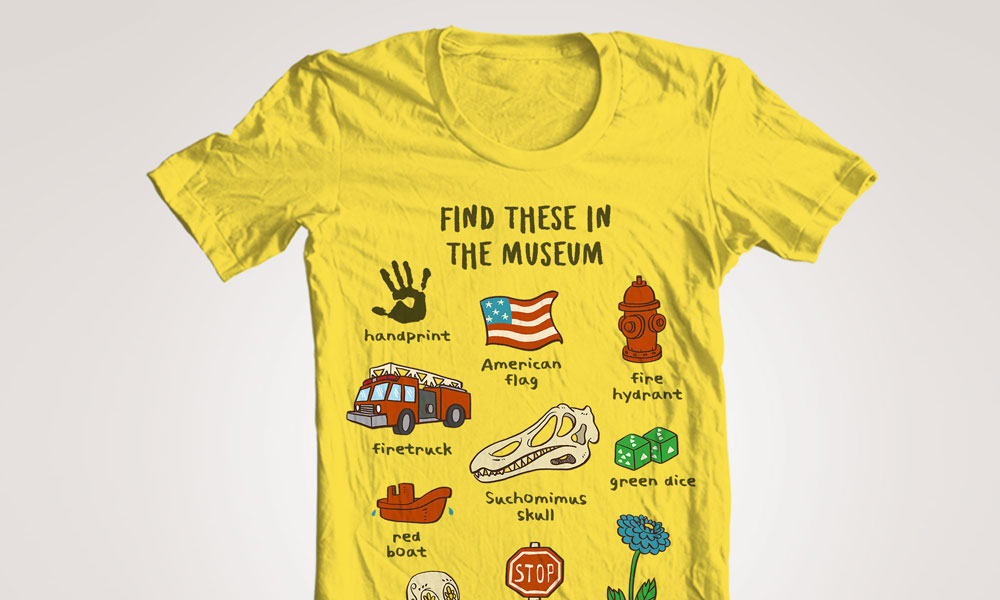 FIND THESE IN
THE MUSEUM
handprint
American
flag
fire
hydrant
firetruck
Suchomimus
skull
green dice
red
boat
STOP